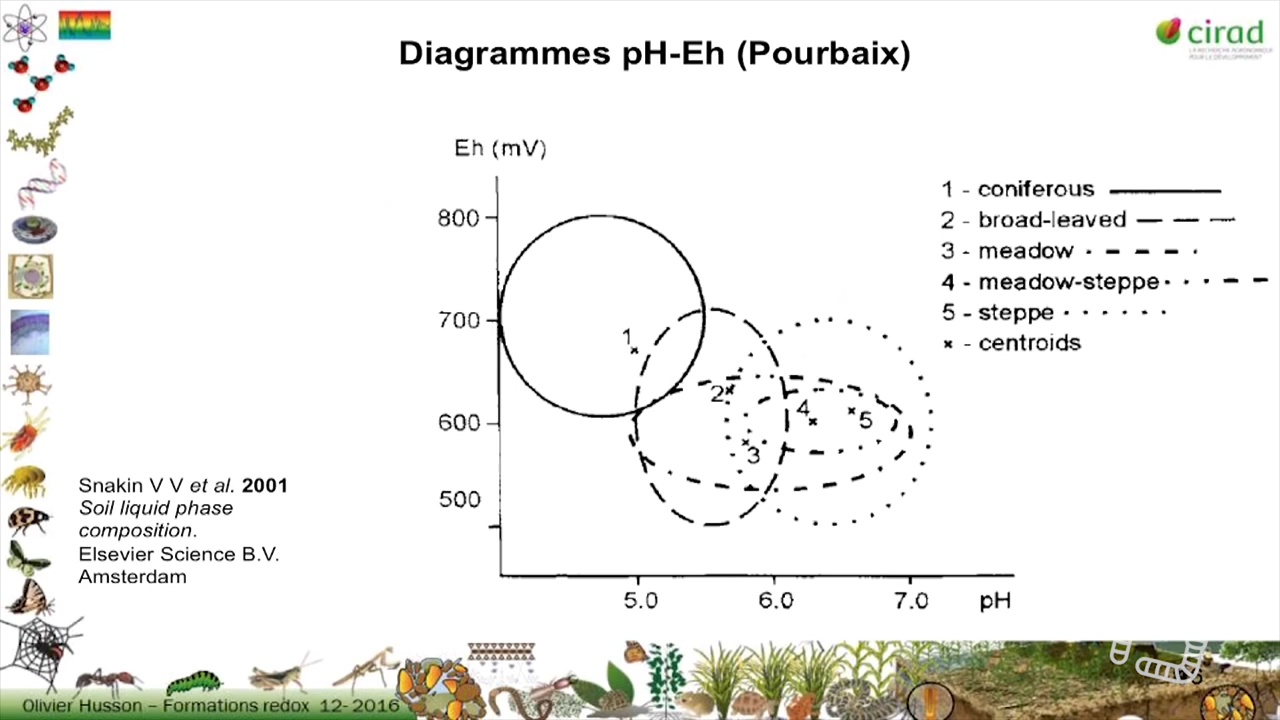 Diagrammes pH-Eh (Pourbaix)
cirad
LA RECHERCHE AGRONOMIQUE
POUR LE DÉVELOPPEMENT
Eh (mV)
800
700
600
500
5.0
6.0
7.0
pH
1
2
3
4
5
1 - coniferous
2 - broad-leaved
3 - meadow
4 - meadow-steppe
5 - steppe
× - centroids
Snakin V V et al. 2001
Soil liquid phase
composition.
Elsevier Science B.V.
Amsterdam
Olivier Husson – Formations redox 12- 2016